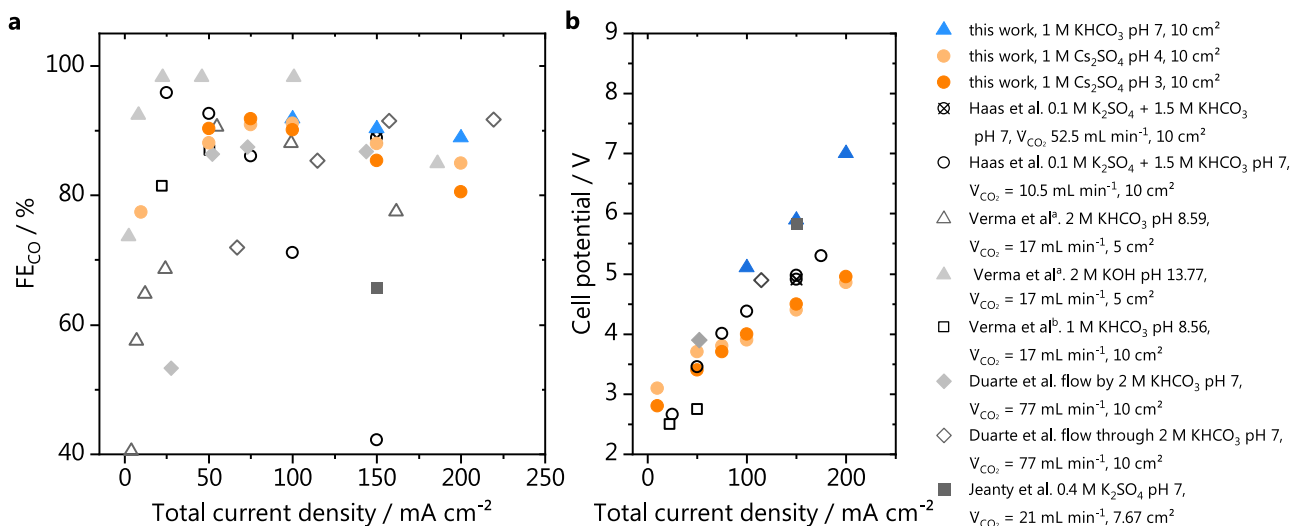 a
100
80
60
40
FE_CO / %
0
50
100
150
200
250
Total current density / mA cm⁻²
b
9
8
7
6
5
4
3
2
Cell potential / V
0
100
200
Total current density / mA cm⁻²
this work, 1 M KHCO₃ pH 7, 10 cm²
this work, 1 M Cs₂SO₄ pH 4, 10 cm²
this work, 1 M Cs₂SO₄ pH 3, 10 cm²
Haas et al. 0.1 M K₂SO₄ + 1.5 M KHCO₃
pH 7, V_CO₂ 52.5 mL min⁻¹, 10 cm²
Haas et al. 0.1 M K₂SO₄ + 1.5 M KHCO₃ pH 7,
V_CO₂ = 10.5 mL min⁻¹, 10 cm²
Verma et alᵃ. 2 M KHCO₃ pH 8.59,
V_CO₂ = 17 mL min⁻¹, 5 cm²
Verma et alᵃ. 2 M KOH pH 13.77,
V_CO₂ = 17 mL min⁻¹, 5 cm²
Verma et alᵇ. 1 M KHCO₃ pH 8.56,
V_CO₂ = 17 mL min⁻¹, 10 cm²
Duarte et al. flow by 2 M KHCO₃ pH 7,
V_CO₂ = 77 mL min⁻¹, 10 cm²
Duarte et al. flow through 2 M KHCO₃ pH 7,
V_CO₂ = 77 mL min⁻¹, 10 cm²
Jeanty et al. 0.4 M K₂SO₄ pH 7,
V_CO₂ = 21 mL min⁻¹, 7.67 cm²